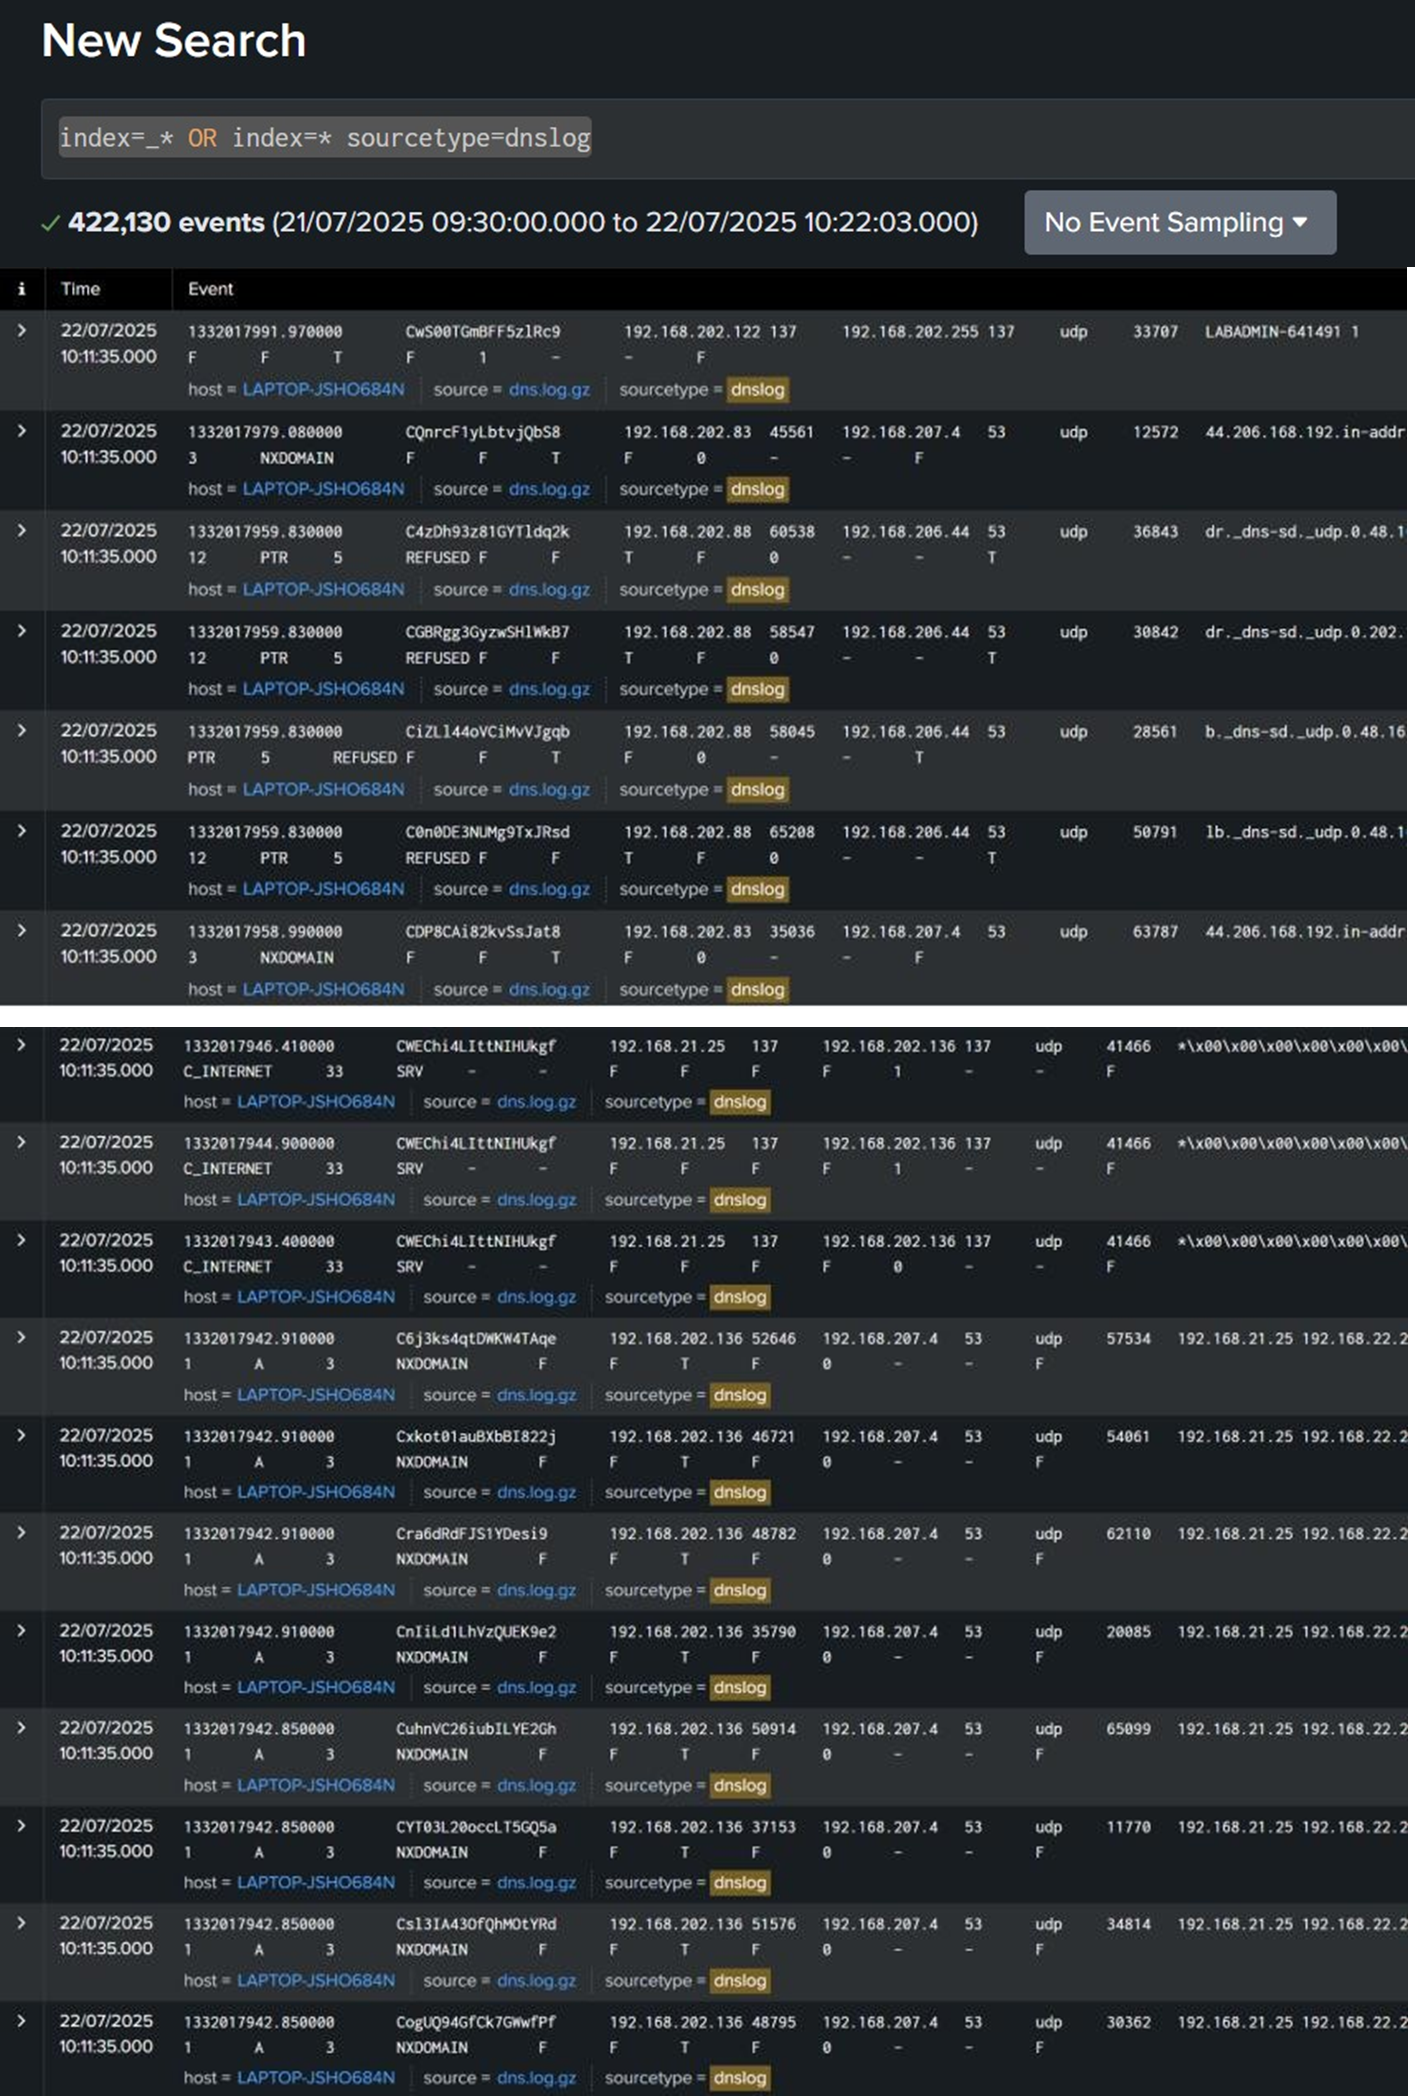 New Search
index=_* OR index=* sourcetype=dnslog
✓ 422,130 events (21/07/2025 09:30:00.000 to 22/07/2025 10:22:03.000) No Event Sampling
i Time Event
22/07/2025 1332017991.970000 CwS00TGmBFF5zlRc9 192.168.202.122 137 192.168.202.255 137 udp 33707 LABADMIN-641491 1
10:11:35.000 F F T F 1 - - F
host = LAPTOP-JSHO684N source = dns.log.gz sourcetype = dnslog
22/07/2025 1332017979.080000 CQnrcF1yLbtvjQbS8 192.168.202.83 45561 192.168.207.4 53 udp 12572 44.206.168.192.in-addr
10:11:35.000 3 NXDOMAIN F F T F 0 - - F
host = LAPTOP-JSHO684N source = dns.log.gz sourcetype = dnslog
22/07/2025 1332017959.830000 C4zDh93z81GYTldq2k 192.168.202.88 60538 192.168.206.44 53 udp 36843 dr._dns-sd._udp.0.48.1
10:11:35.000 12 PTR 5 REFUSED F F T F 0 - - T
host = LAPTOP-JSHO684N source = dns.log.gz sourcetype = dnslog
22/07/2025 1332017959.830000 CGBRgg3GyzwSHlWkB7 192.168.202.88 58547 192.168.206.44 53 udp 30842 dr._dns-sd._udp.0.202.
10:11:35.000 12 PTR 5 REFUSED F F T F 0 - - T
host = LAPTOP-JSHO684N source = dns.log.gz sourcetype = dnslog
22/07/2025 1332017959.830000 CiZLl44oVCiMvVJgqb 192.168.202.88 58045 192.168.206.44 53 udp 28561 b._dns-sd._udp.0.48.16
10:11:35.000 PTR 5 REFUSED F F T F 0 - - T
host = LAPTOP-JSHO684N source = dns.log.gz sourcetype = dnslog
22/07/2025 1332017959.830000 C0n0DE3NUMg9TxJRsd 192.168.202.88 65208 192.168.206.44 53 udp 50791 lb._dns-sd._udp.0.48.1
10:11:35.000 12 PTR 5 REFUSED F F T F 0 - - T
host = LAPTOP-JSHO684N source = dns.log.gz sourcetype = dnslog
22/07/2025 1332017958.990000 CDP8CAi82kvSsJat8 192.168.202.83 35036 192.168.207.4 53 udp 63787 44.206.168.192.in-addr
10:11:35.000 3 NXDOMAIN F F T F 0 - - F
host = LAPTOP-JSHO684N source = dns.log.gz sourcetype = dnslog
22/07/2025 1332017946.410000 CWEChi4LIttNIHUkgf 192.168.21.25 137 192.168.202.136 137 udp 41466 *\x00\x00\x00\x00\x00\x00\
10:11:35.000 C_INTERNET 33 SRV - - F F F F 1 - - F
host = LAPTOP-JSHO684N source = dns.log.gz sourcetype = dnslog
22/07/2025 1332017944.900000 CWEChi4LIttNIHUkgf 192.168.21.25 137 192.168.202.136 137 udp 41466 *\x00\x00\x00\x00\x00\x00\
10:11:35.000 C_INTERNET 33 SRV - - F F F F 1 - - F
host = LAPTOP-JSHO684N source = dns.log.gz sourcetype = dnslog
22/07/2025 1332017943.400000 CWEChi4LIttNIHUkgf 192.168.21.25 137 192.168.202.136 137 udp 41466 *\x00\x00\x00\x00\x00\x00\
10:11:35.000 C_INTERNET 33 SRV - - F F F F 0 - - F
host = LAPTOP-JSHO684N source = dns.log.gz sourcetype = dnslog
22/07/2025 1332017942.910000 C6j3ks4qtDWKW4TAqe 192.168.202.136 52646 192.168.207.4 53 udp 57534 192.168.21.25 192.168.22.2
10:11:35.000 1 A 3 NXDOMAIN F F T F 0 - - F
host = LAPTOP-JSHO684N source = dns.log.gz sourcetype = dnslog
22/07/2025 1332017942.910000 Cxkot01auBXbBI822j 192.168.202.136 46721 192.168.207.4 53 udp 54061 192.168.21.25 192.168.22.2
10:11:35.000 1 A 3 NXDOMAIN F F T F 0 - - F
host = LAPTOP-JSHO684N source = dns.log.gz sourcetype = dnslog
22/07/2025 1332017942.910000 Cra6dRdFJS1YDesi9 192.168.202.136 48782 192.168.207.4 53 udp 62110 192.168.21.25 192.168.22.2
10:11:35.000 1 A 3 NXDOMAIN F F T F 0 - - F
host = LAPTOP-JSHO684N source = dns.log.gz sourcetype = dnslog
22/07/2025 1332017942.910000 CnIiLd1LhVzQUEK9e2 192.168.202.136 35790 192.168.207.4 53 udp 20085 192.168.21.25 192.168.22.2
10:11:35.000 1 A 3 NXDOMAIN F F T F 0 - - F
host = LAPTOP-JSHO684N source = dns.log.gz sourcetype = dnslog
22/07/2025 1332017942.850000 CuhnVC26iubILYE2Gh 192.168.202.136 50914 192.168.207.4 53 udp 65099 192.168.21.25 192.168.22.2
10:11:35.000 1 A 3 NXDOMAIN F F T F 0 - - F
host = LAPTOP-JSHO684N source = dns.log.gz sourcetype = dnslog
22/07/2025 1332017942.850000 CYT03L20occLT5GQ5a 192.168.202.136 37153 192.168.207.4 53 udp 11770 192.168.21.25 192.168.22.2
10:11:35.000 1 A 3 NXDOMAIN F F T F 0 - - F
host = LAPTOP-JSHO684N source = dns.log.gz sourcetype = dnslog
22/07/2025 1332017942.850000 Csl3IA43OfQhMOtYRd 192.168.202.136 51576 192.168.207.4 53 udp 34814 192.168.21.25 192.168.22.2
10:11:35.000 1 A 3 NXDOMAIN F F T F 0 - - F
host = LAPTOP-JSHO684N source = dns.log.gz sourcetype = dnslog
22/07/2025 1332017942.850000 CogUQ94GfCk7GWwfPf 192.168.202.136 48795 192.168.207.4 53 udp 30362 192.168.21.25 192.168.22.2
10:11:35.000 1 A 3 NXDOMAIN F F T F 0 - - F
host = LAPTOP-JSHO684N source = dns.log.gz sourcetype = dnslog